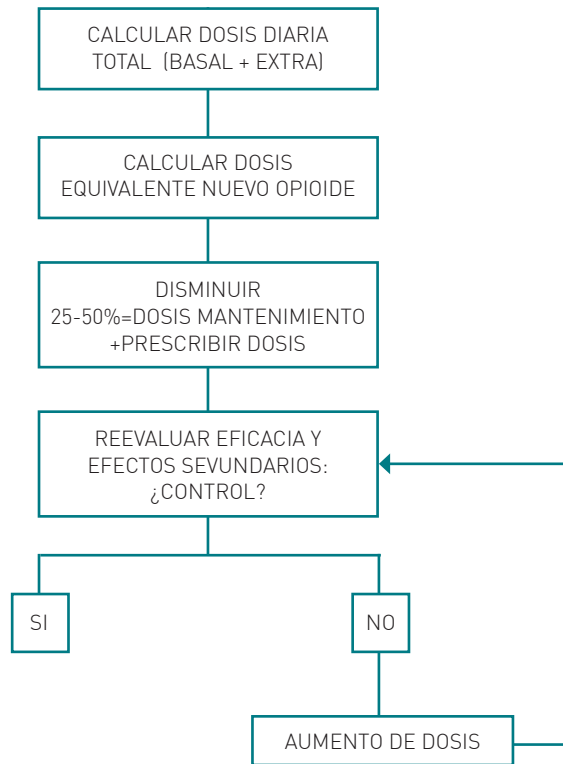 CALCULAR DOSIS DIARIA
TOTAL (BASAL + EXTRA)
CALCULAR DOSIS
EQUIVALENTE NUEVO OPIOIDE
DISMINUIR
25-50%=DOSIS MANTENIMIENTO
+PRESCRIBIR DOSIS
REEVALUAR EFICACIA Y
EFECTOS SEVUNDARIOS:
¿CONTROL?
SI
NO
AUMENTO DE DOSIS